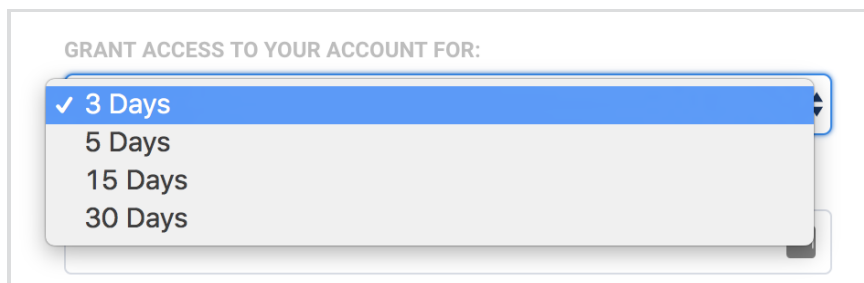 GRANT ACCESS TO YOUR ACCOUNT FOR:
3 Days
5 Days
15 Days
30 Days